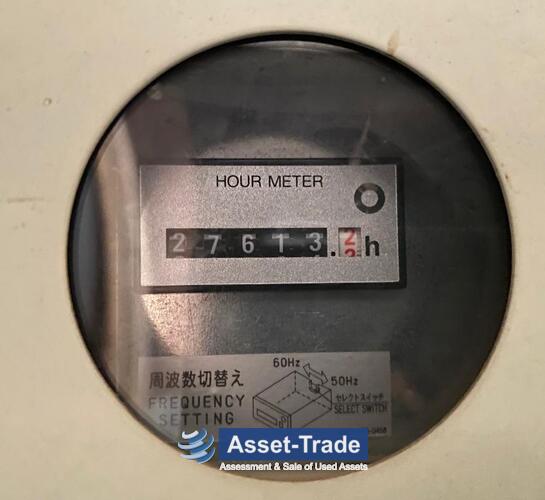 HOUR METER
27613.2h
60Hz
50Hz
周波数切替え
FREQUENCY
SETTING
セレクトスイッチ
SELECT SWITCH
Asset-Trade
Assessment & Sale of Used Assets